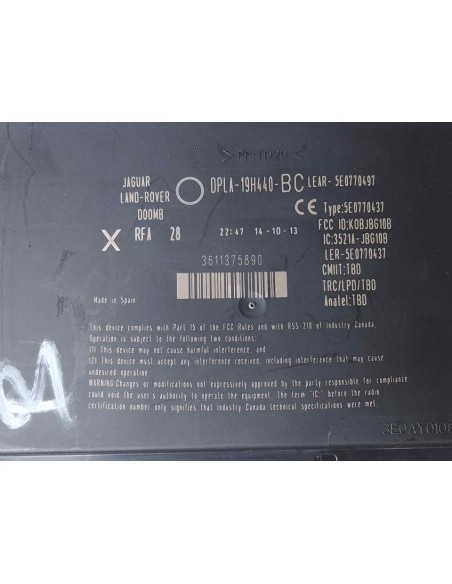 >PP-TD20<
JAGUAR
LAND-ROVER
DOOMB
DPLA-19H440-BC LEAR- 5E0770497
CE Type:5E0770437
FCC ID:KOBJBG10B
IC:3521A-JBG10B
LER-5E0770437
CMIIT:TBD
TRC/LPD/TBD
Anatel:TBD
X RFA 28 22:47 14-10-13
3611375890
Made in Spain
This device complies with Part 15 of the FCC Rules and with RSS-210 of Industry Canada.
Operation is subject to the following two conditions:
(1) This device may not cause harmful interference, and
(2) This device must accept any interference received, including interference that may cause
undesired operation.
WARNING:Changes or modifications not expressively approved by the party responsible for compliance
could void the user's authority to operate the equipment. The term "IC:" before the radio
certification number only signifies that Industry Canada technical specifications were met.